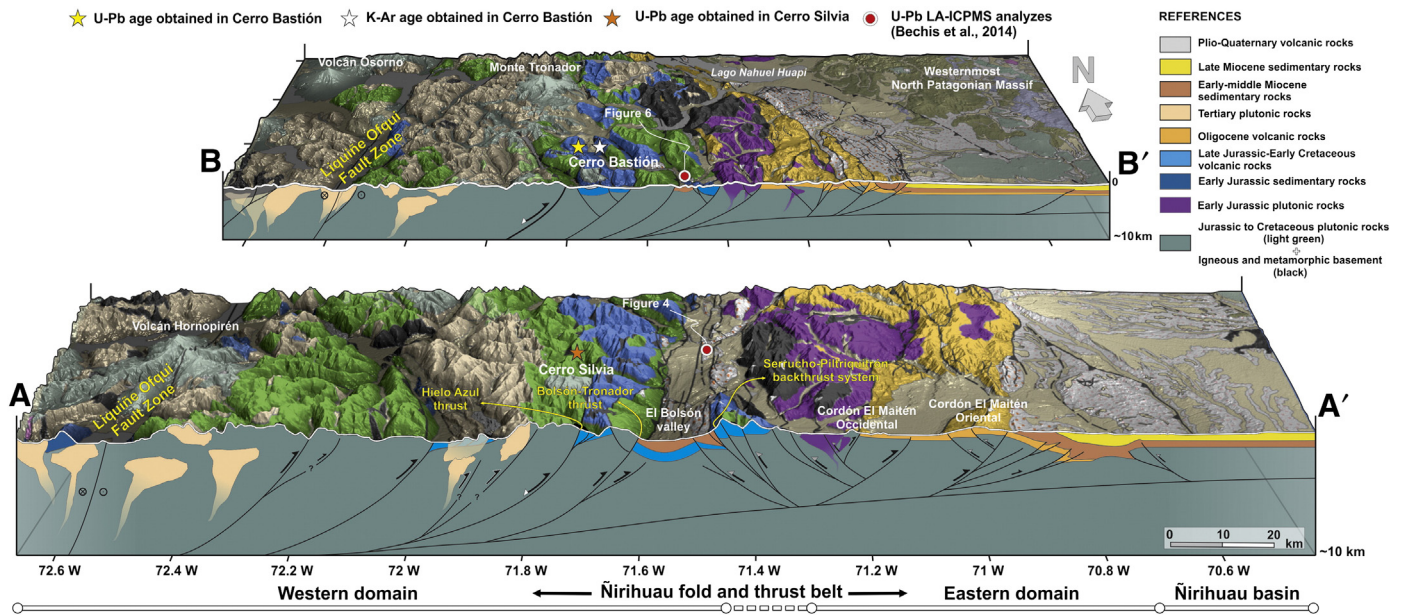 U-Pb age obtained in Cerro Bastión
K-Ar age obtained in Cerro Bastión
U-Pb age obtained in Cerro Silvia
U-Pb LA-ICPMS analyzes
(Bechis et al., 2014)
REFERENCES
Plio-Quaternary volcanic rocks
Late Miocene sedimentary rocks
Early-middle Miocene
sedimentary rocks
Tertiary plutonic rocks
Oligocene volcanic rocks
Late Jurassic-Early Cretaceous
volcanic rocks
Early Jurassic sedimentary rocks
Early Jurassic plutonic rocks
Jurassic to Cretaceous plutonic rocks
(light green)
+
Igneous and metamorphic basement
(black)
Volcán Osorno
Monte Tronador
Lago Nahuel Huapi
Westernmost
North Patagonian Massif
N
Figure 6
Liquiñe Ofqui
Fault Zone
Cerro Bastión
B
B′
0
~10 km
Volcán Hornopirén
Figure 4
Cerro Silvia
Serrucho-Piltriquitron
backthrust system
Liquiñe Ofqui
Fault Zone
Hielo Azul
thrust
Bolsón-Tronador
thrust
El Bolsón
valley
Cordón El Maitén
Occidental
Cordón El Maitén
Oriental
A
A′
?
?
?
0 10 20
km
~10 km
72.6 W 72.4 W 72.2 W 72 W 71.8 W 71.6 W 71.4 W 71.2 W 71 W 70.8 W 70.6 W
Western domain
Ñirihuau fold and thrust belt
Eastern domain
Ñirihuau basin